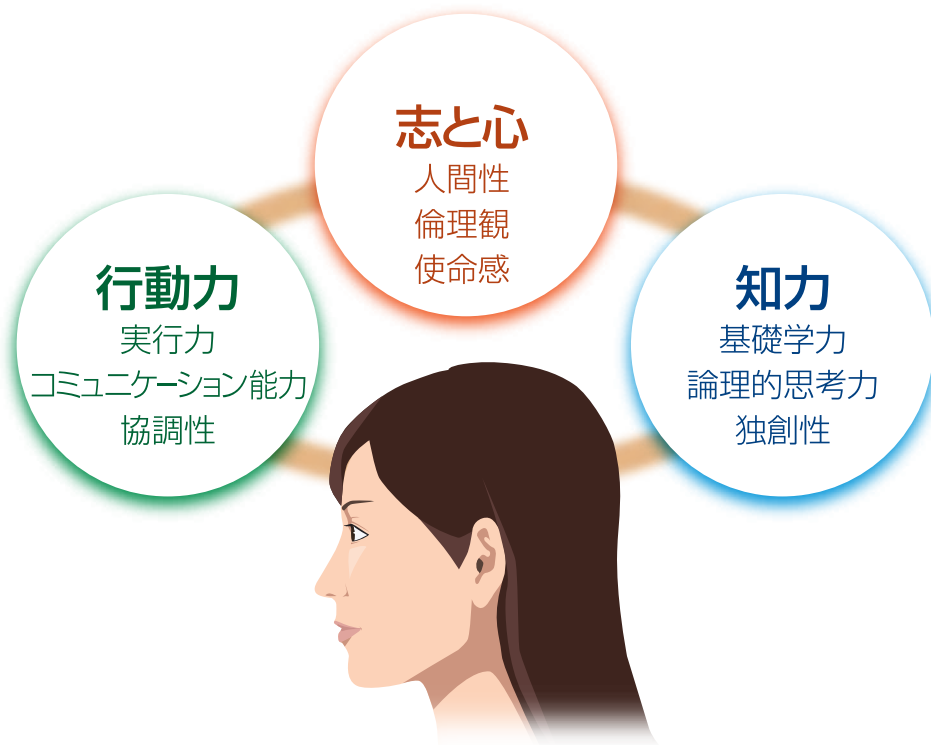 志と心
人間性
倫理観
使命感
行動力
実行力
コミュニケーション能力
協調性
知力
基礎学力
論理的思考力
独創性